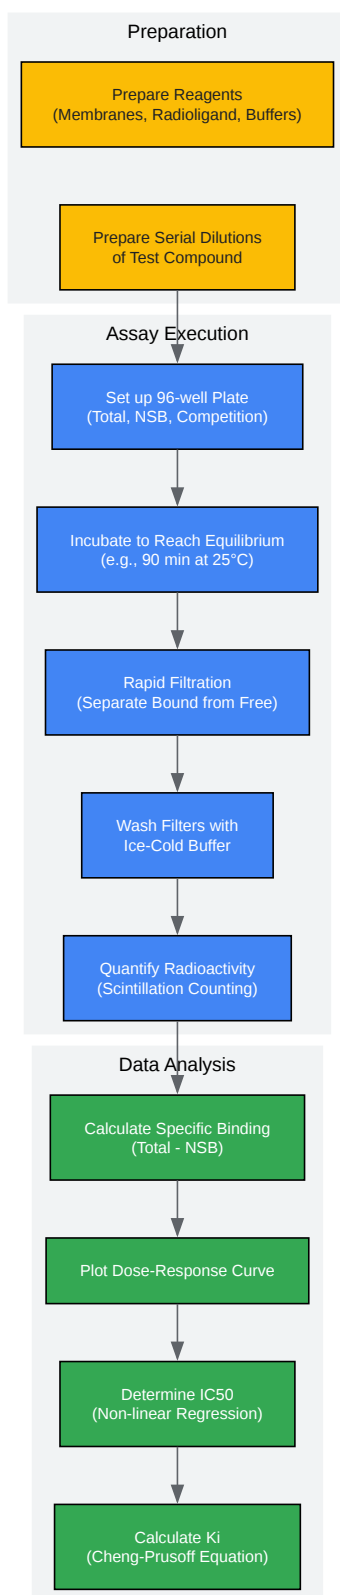 Preparation
Prepare Reagents
(Membranes, Radioligand, Buffers)
Prepare Serial Dilutions
of Test Compound
Assay Execution
Set up 96-well Plate
(Total, NSB, Competition)
Incubate to Reach Equilibrium
(e.g., 90 min at 25°C)
Rapid Filtration
(Separate Bound from Free)
Wash Filters with
Ice-Cold Buffer
Quantify Radioactivity
(Scintillation Counting)
Data Analysis
Calculate Specific Binding
(Total - NSB)
Plot Dose-Response Curve
Determine IC50
(Non-linear Regression)
Calculate Ki
(Cheng-Prusoff Equation)